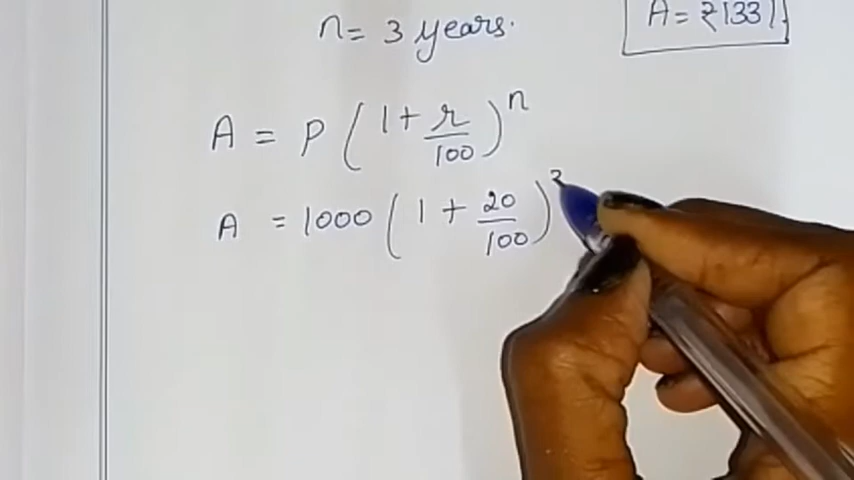 n = 3 years.
A = ₹1331.
A = P ( 1 + r/100 )^n
A = 1000 ( 1 + 20/100 )^3